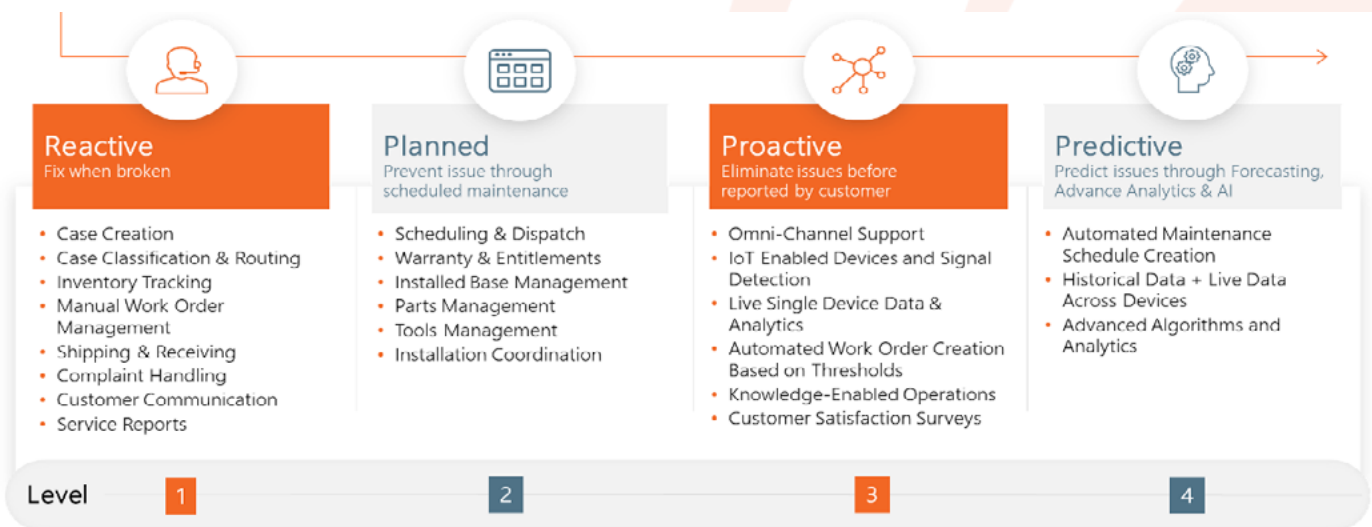 Reactive
Fix when broken
• Case Creation
• Case Classification & Routing
• Inventory Tracking
• Manual Work Order
Management
• Shipping & Receiving
• Complaint Handling
• Customer Communication
• Service Reports
Planned
Prevent issue through
scheduled maintenance
• Scheduling & Dispatch
• Warranty & Entitlements
• Installed Base Management
• Parts Management
• Tools Management
• Installation Coordination
Proactive
Eliminate issues before
reported by customer
• Omni-Channel Support
• IoT Enabled Devices and Signal
Detection
• Live Single Device Data &
Analytics
• Automated Work Order Creation
Based on Thresholds
• Knowledge-Enabled Operations
• Customer Satisfaction Surveys
Predictive
Predict issues through Forecasting,
Advance Analytics & AI
• Automated Maintenance
Schedule Creation
• Historical Data + Live Data
Across Devices
• Advanced Algorithms and
Analytics
Level 1 2 3 4